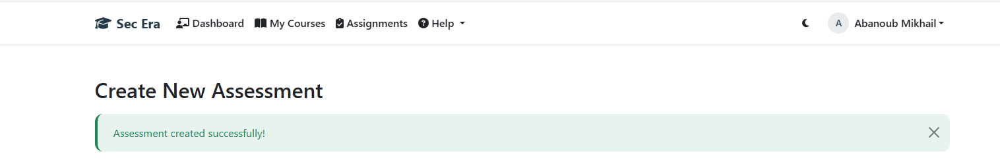 Sec Era Dashboard My Courses Assignments Help A Abanoub Mikhail
Create New Assessment
Assessment created successfully!